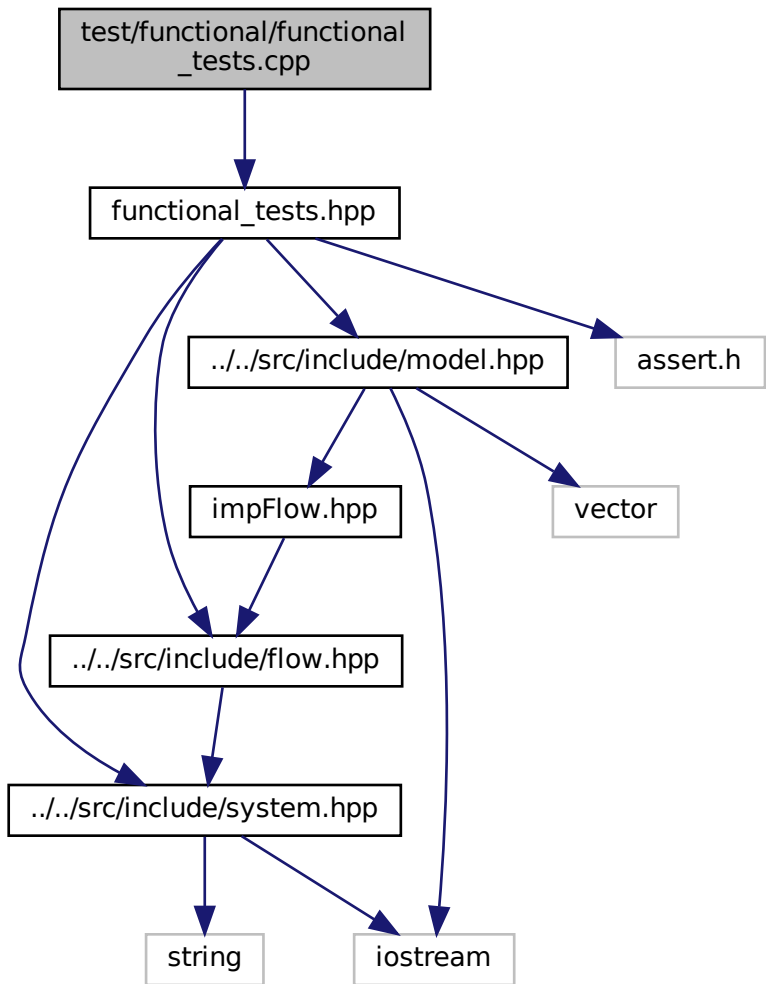 test/functional/functional
_tests.cpp
functional_tests.hpp
../../src/include/model.hpp
assert.h
impFlow.hpp
vector
../../src/include/flow.hpp
../../src/include/system.hpp
string
iostream